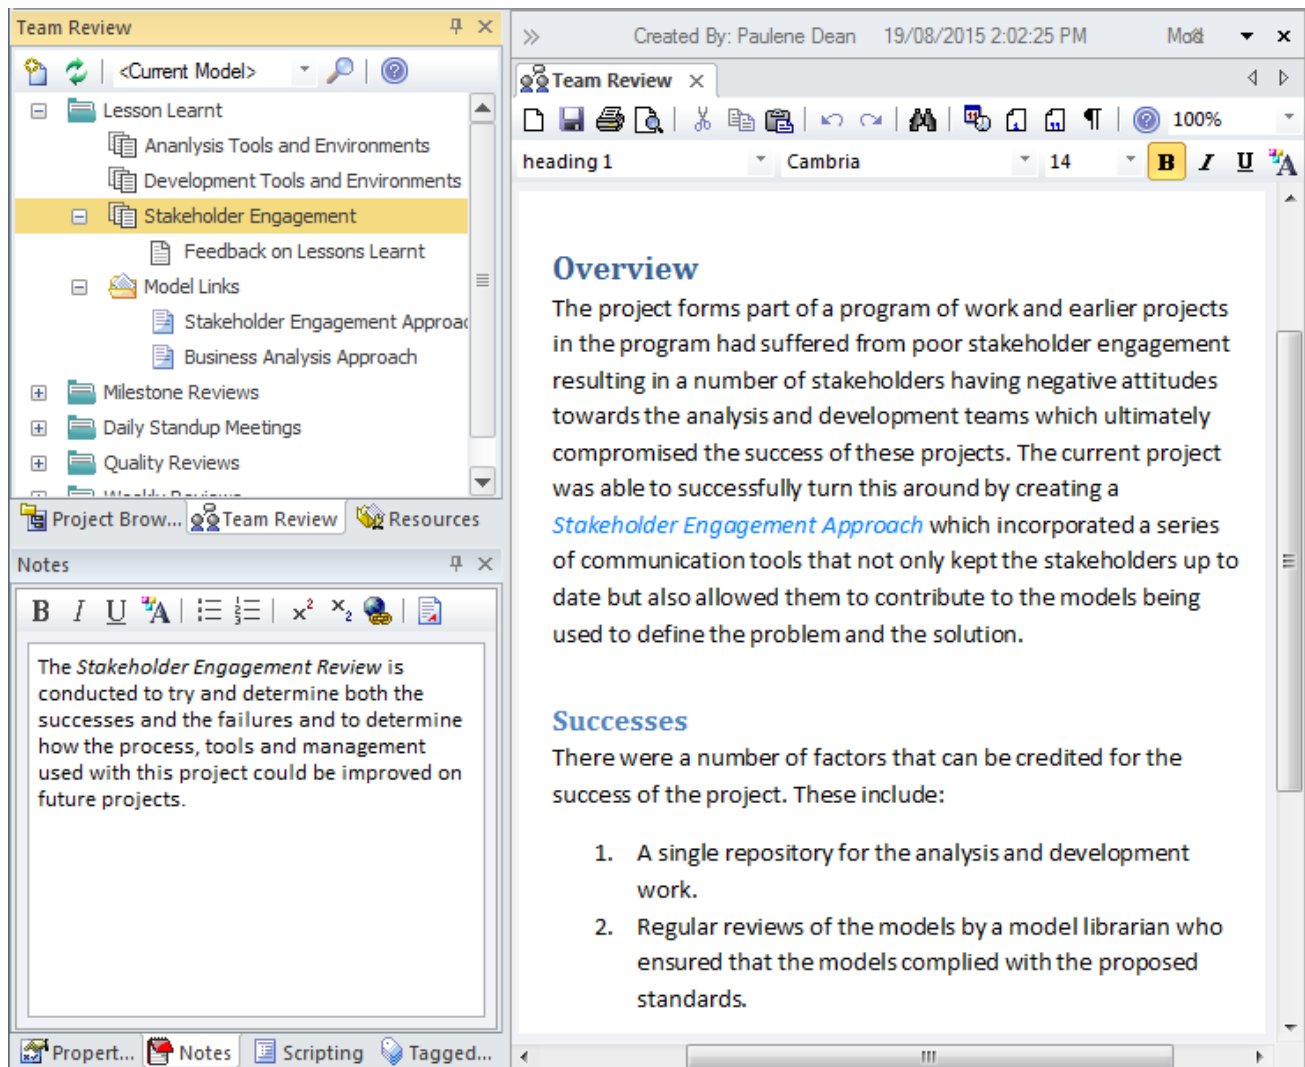 Team Review
<Current Model>
Lesson Learnt
Ananlysis Tools and Environments
Development Tools and Environments
Stakeholder Engagement
Feedback on Lessons Learnt
Model Links
Stakeholder Engagement Approac
Business Analysis Approach
Milestone Reviews
Daily Standup Meetings
Quality Reviews
Project Brow... Team Review Resources
Notes
B I U A x² x₂
The Stakeholder Engagement Review is
conducted to try and determine both the
successes and the failures and to determine
how the process, tools and management
used with this project could be improved on
future projects.
Propert... Notes Scripting Tagged...
Created By: Paulene Dean 19/08/2015 2:02:25 PM
Team Review
100%
heading 1 Cambria 14 B I U A
Overview
The project forms part of a program of work and earlier projects
in the program had suffered from poor stakeholder engagement
resulting in a number of stakeholders having negative attitudes
towards the analysis and development teams which ultimately
compromised the success of these projects. The current project
was able to successfully turn this around by creating a
Stakeholder Engagement Approach which incorporated a series
of communication tools that not only kept the stakeholders up to
date but also allowed them to contribute to the models being
used to define the problem and the solution.
Successes
There were a number of factors that can be credited for the
success of the project. These include:
1. A single repository for the analysis and development
work.
2. Regular reviews of the models by a model librarian who
ensured that the models complied with the proposed
standards.